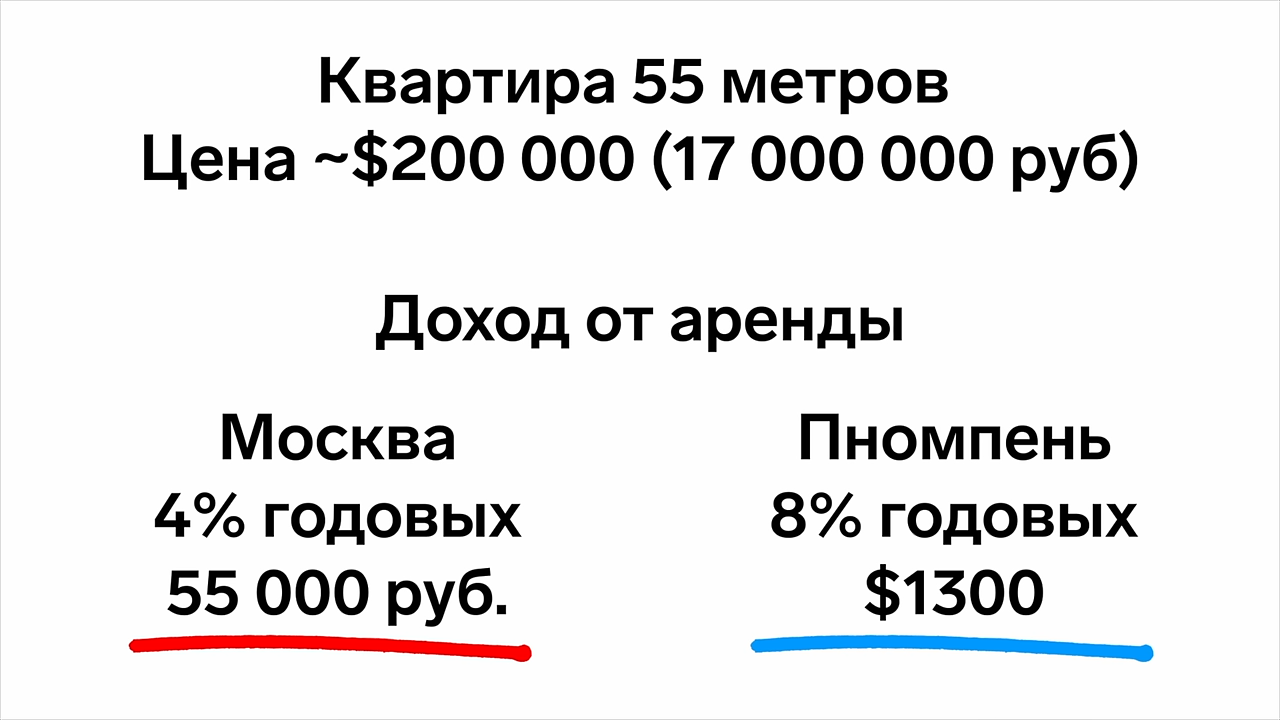 Квартира 55 метров
Цена ~$200 000 (17 000 000 руб)
Доход от аренды
Москва
4% годовых
55 000 руб.
Пномпень
8% годовых
$1300